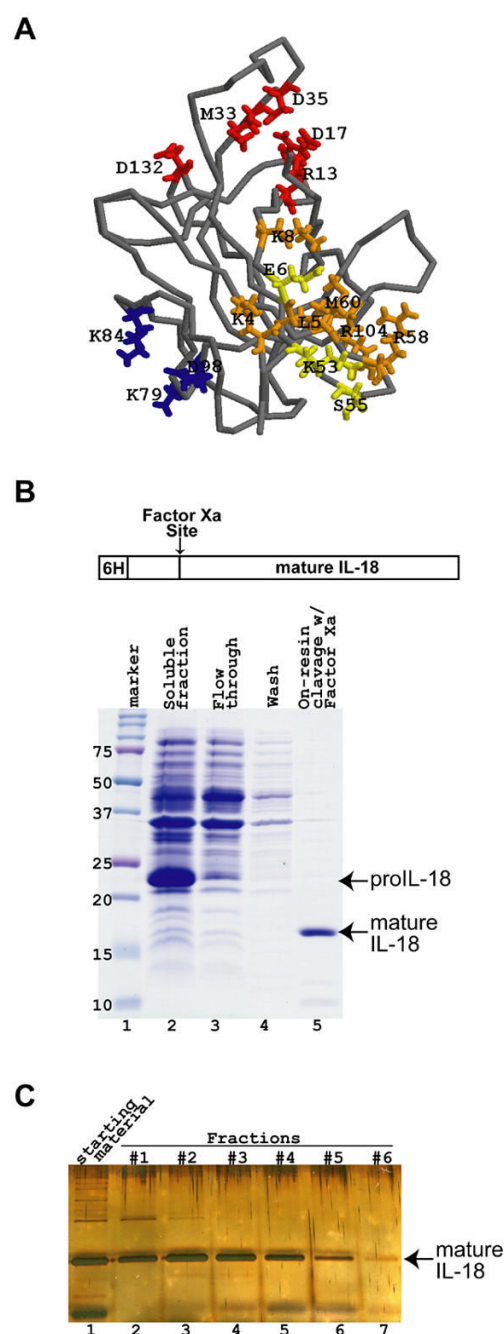 A
D35
M33
D17
D132
R13
K8
E6
M60
K4
L5
R104
R58
K84
D98
K53
K79
S55
B
Factor Xa
Site
6H
mature IL-18
marker
Soluble
fraction
Flow
through
Wash
On-resin
clavage w/
Factor Xa
75
50
37
25
proIL-18
20
mature
IL-18
15
10
1 2 3 4 5
C
starting
material
Fractions
#1 #2 #3 #4 #5 #6
mature
IL-18
1 2 3 4 5 6 7